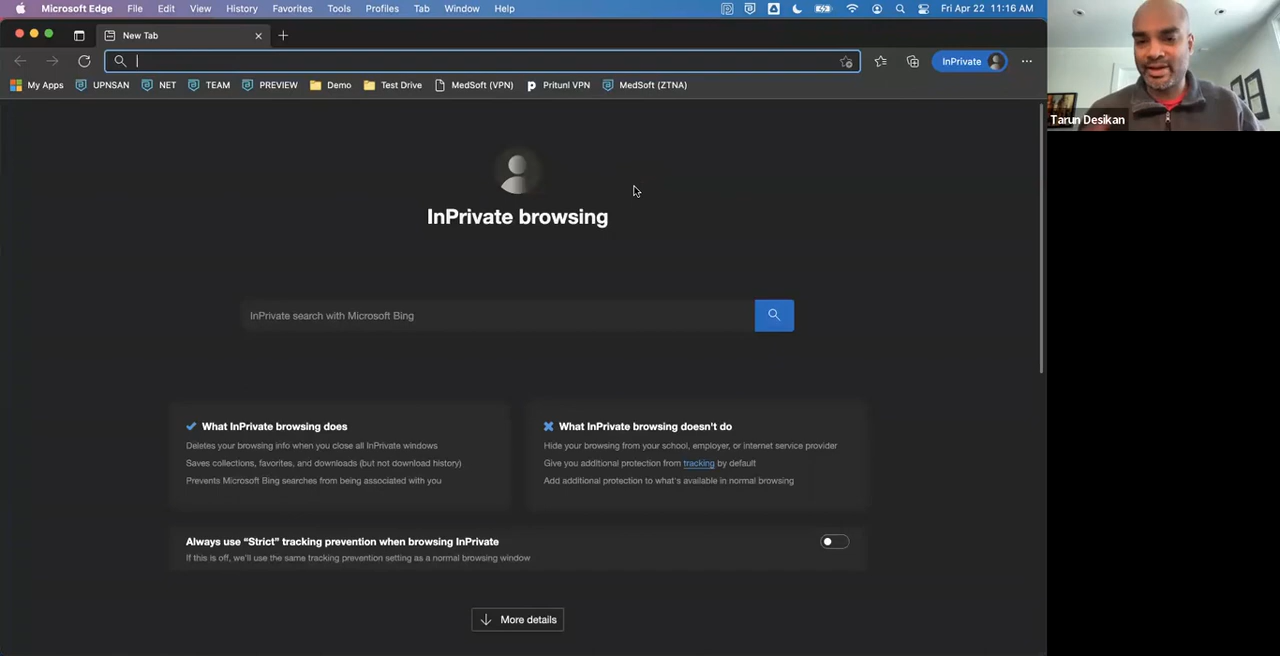 Microsoft Edge File Edit View History Favorites Tools Profiles Tab Window Help Fri Apr 22 11:16 AM
New Tab
InPrivate
My Apps UPNSAN NET TEAM PREVIEW Demo Test Drive MedSoft (VPN) Pritunl VPN MedSoft (ZTNA)
Tarun Desikan
InPrivate browsing
InPrivate search with Microsoft Bing
What InPrivate browsing does
Deletes your browsing info when you close all InPrivate windows
Saves collections, favorites, and downloads (but not download history)
Prevents Microsoft Bing searches from being associated with you
What InPrivate browsing doesn't do
Hide your browsing from your school, employer, or internet service provider
Give you additional protection from tracking by default
Add additional protection to what's available in normal browsing
Always use “Strict” tracking prevention when browsing InPrivate
If this is off, we'll use the same tracking prevention setting as a normal browsing window
More details